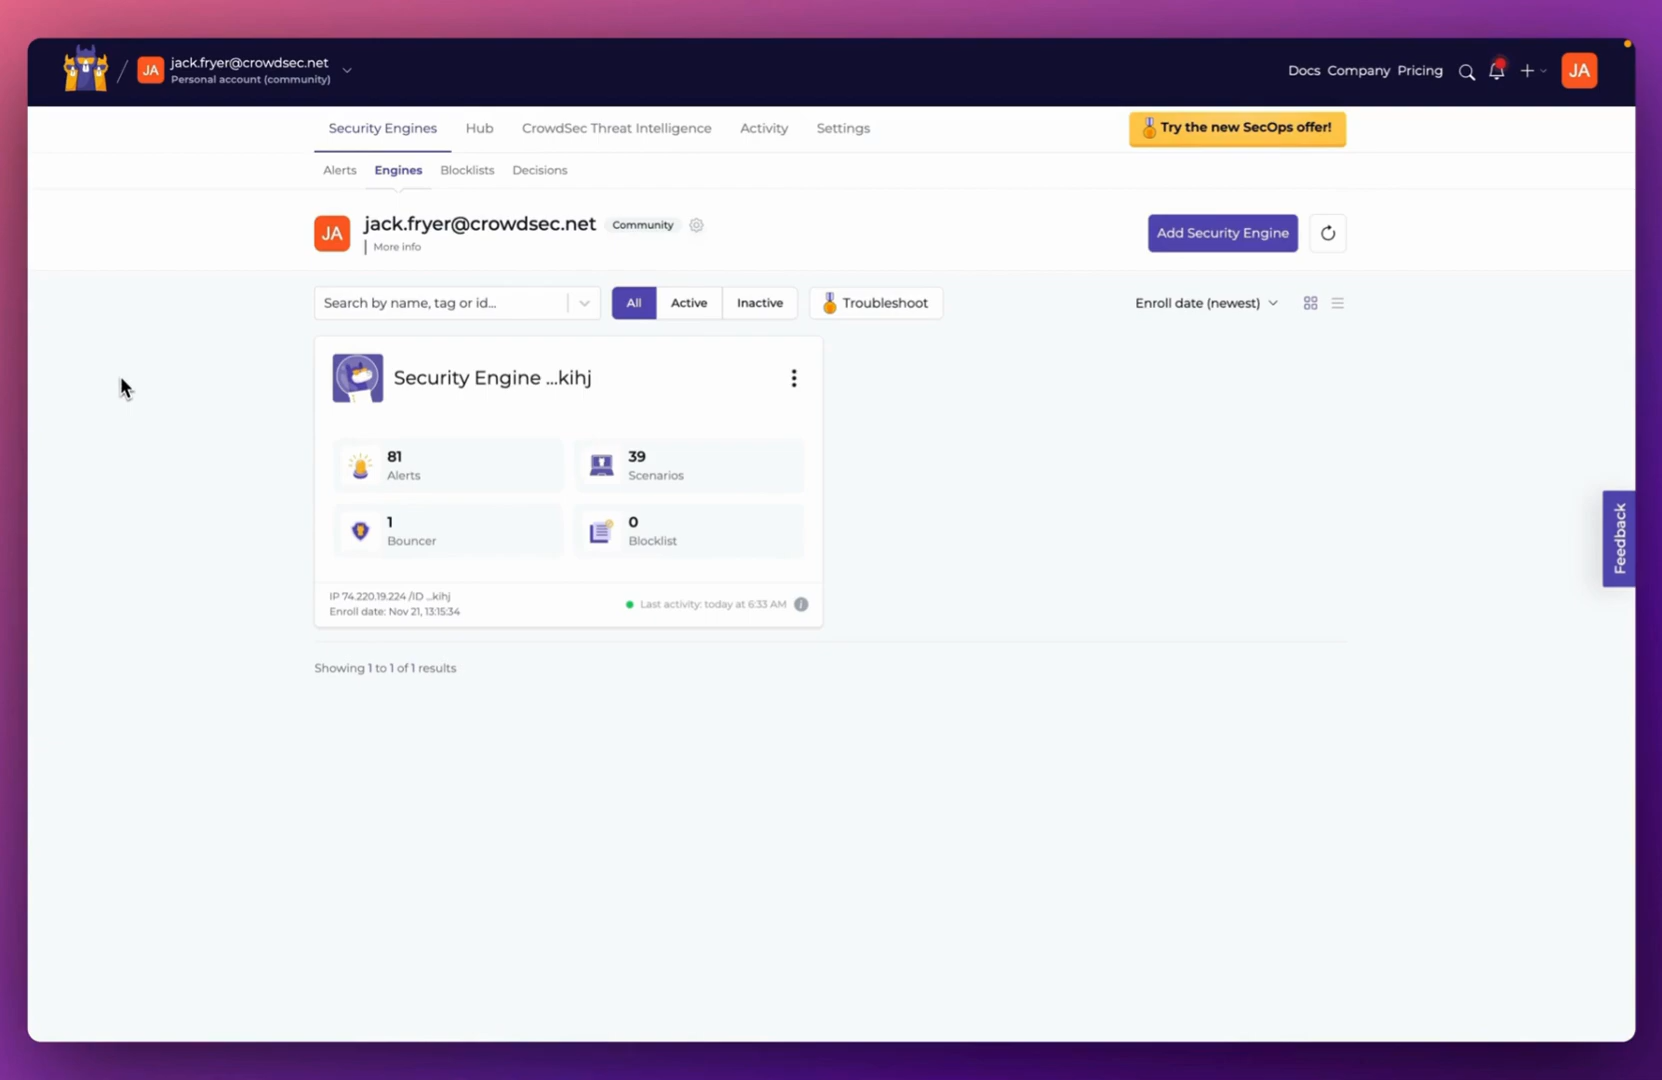 / JA jack.fryer@crowdsec.net
Personal account (community)
Docs Company Pricing JA
Security Engines Hub CrowdSec Threat Intelligence Activity Settings
Try the new SecOps offer!
Alerts Engines Blocklists Decisions
JA jack.fryer@crowdsec.net Community
More info
Add Security Engine
Search by name, tag or id...
All Active Inactive
Troubleshoot
Enroll date (newest)
Security Engine ...kihj
81
Alerts
39
Scenarios
1
Bouncer
0
Blocklist
IP 74.220.19.224 /ID ...kihj
Enroll date: Nov 21, 13:15:34
Last activity: today at 6:33 AM
Showing 1 to 1 of 1 results
Feedback